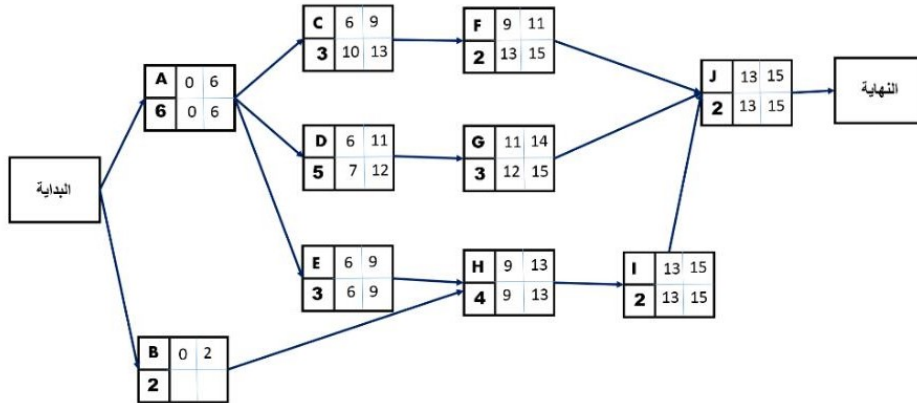 البداية
A 0 6
6 0 6
B 0 2
2
C 6 9
3 10 13
D 6 11
5 7 12
E 6 9
3 6 9
F 9 11
2 13 15
G 11 14
3 12 15
H 9 13
4 9 13
I 13 15
2 13 15
J 13 15
2 13 15
النهاية